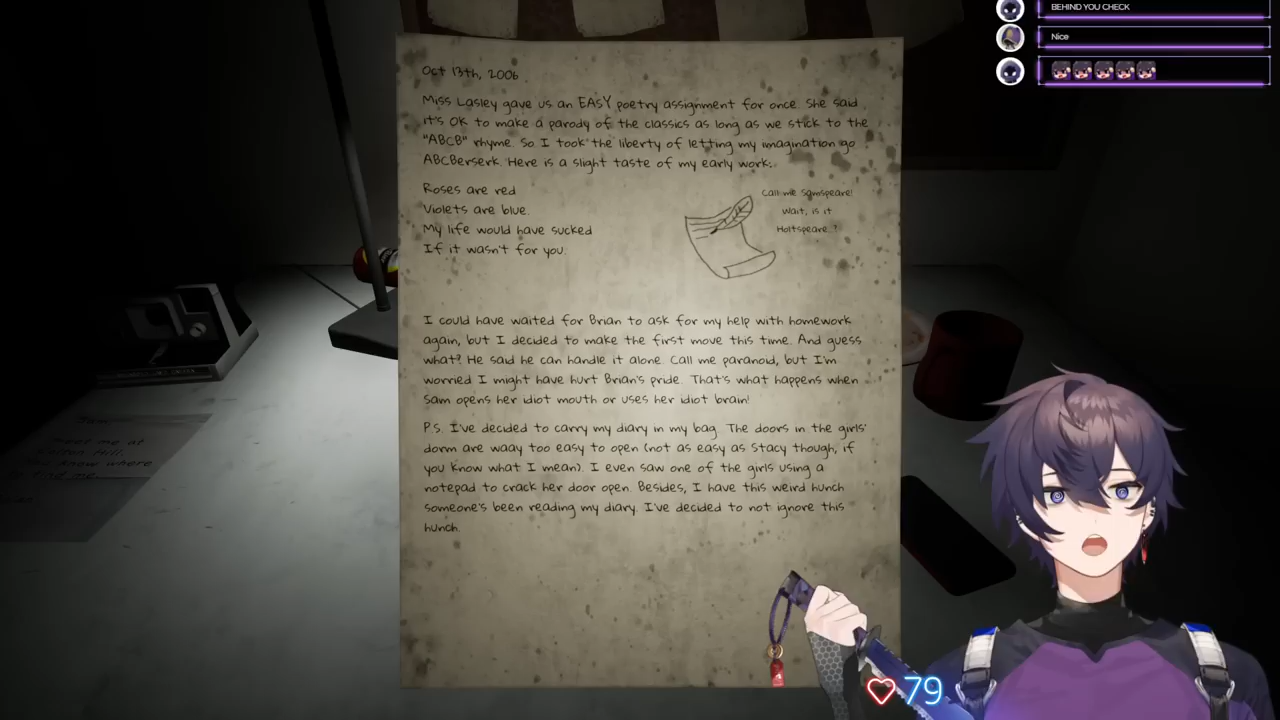 BEHIND YOU CHECK
Nice
Oct 13th, 2006
Miss Lasley gave us an EASY poetry assignment for once. She said
it's OK to make a parody of the classics as long as we stick to the
"ABCB" rhyme. So I took the liberty of letting my imagination go
ABCBerserk. Here is a slight taste of my early work:
Roses are red
Violets are blue.
My life would have sucked
If it wasn't for you.
Call me Samspeare!
Wait, is it
Holtspeare?
I could have waited for Brian to ask for my help with homework
again, but I decided to make the first move this time. And guess
what? He said he can handle it alone. Call me paranoid, but I'm
worried I might have hurt Brian's pride. That's what happens when
Sam opens her idiot mouth or uses her idiot brain!
P.S. I've decided to carry my diary in my bag. The doors in the girls'
dorm are waay too easy to open (not as easy as Stacy though, if
you know what I mean). I even saw one of the girls using a
notepad to crack her door open. Besides, I have this weird hunch
someone's been reading my diary. I've decided to not ignore this
hunch.
meet me at
Hill.
You know where
me
79